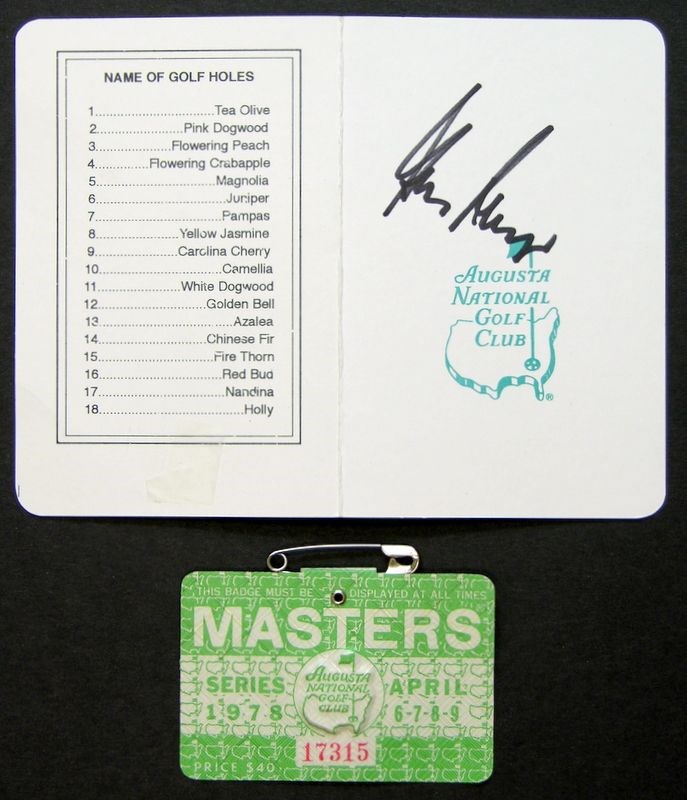 NAME OF GOLF HOLES
1..............................Tea Olive
2......................Pink Dogwood
3...................Flowering Peach
4..............Flowering Crabapple
5..............................Magnolia
6.................................Juniper
7................................Pampas
8.....................Yellow Jasmine
9.....................Carolina Cherry
10...............................Camellia
11....................White Dogwood
12...........................Golden Bell
13..................................Azalea
14...........................Chinese Fir
15.............................Fire Thorn
16...............................Red Bud
17................................Nandina
18.....................................Holly
AUGUSTA
NATIONAL
GOLF
CLUB
®
THIS BADGE MUST BE DISPLAYED AT ALL TIMES
MASTERS®
SERIES
1978
AUGUSTA
NATIONAL
GOLF
CLUB
APRIL
6-7-8-9
17315
PRICE $40.